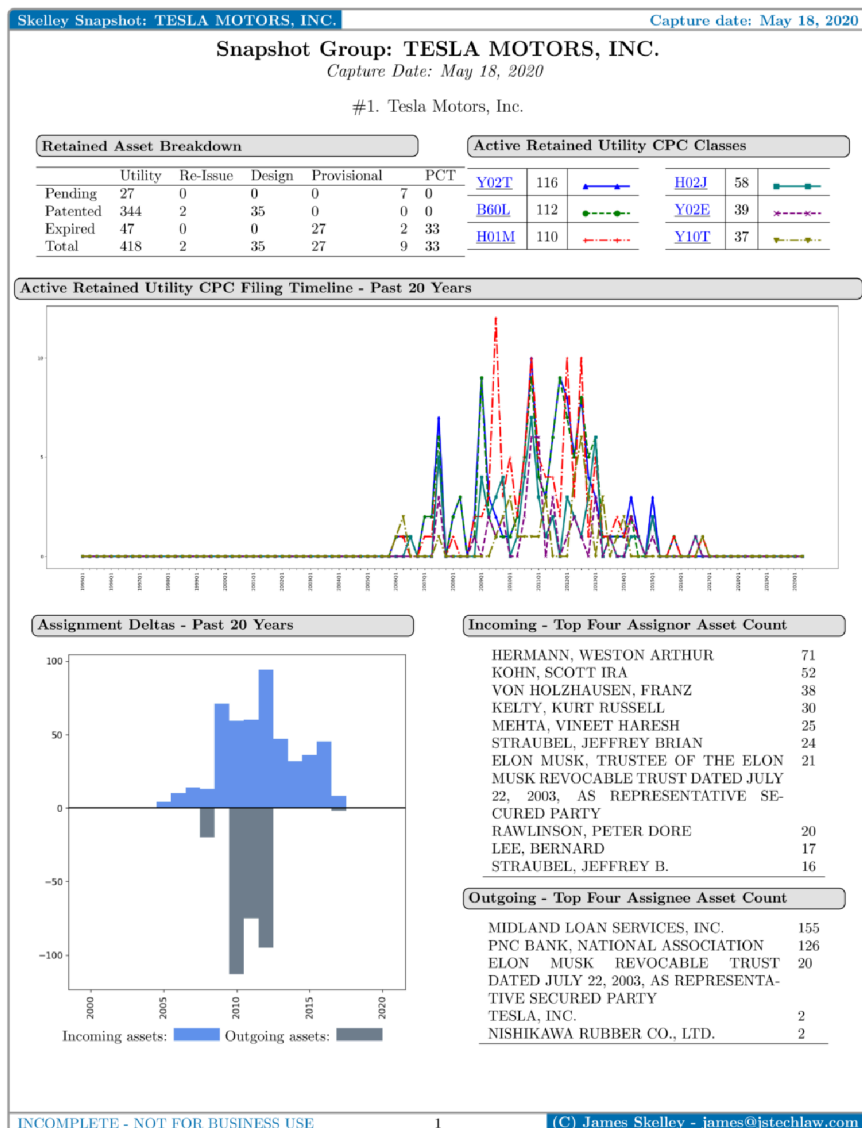 Skelley Snapshot: TESLA MOTORS, INC. Capture date: May 18, 2020
Snapshot Group: TESLA MOTORS, INC.
Capture Date: May 18, 2020
#1. Tesla Motors, Inc.
Retained Asset Breakdown
Utility Re-Issue Design Provisional PCT
Pending 27 0 0 0 7 0
Patented 344 2 35 0 0 0
Expired 47 0 0 27 2 33
Total 418 2 35 27 9 33
Active Retained Utility CPC Classes
Y02T 116 H02J 58
B60L 112 Y02E 39
H01M 110 Y10T 37
Active Retained Utility CPC Filing Timeline - Past 20 Years
10
5
0
Assignment Deltas - Past 20 Years
100
50
0
−50
−100
2000 2005 2010 2015 2020
Incoming assets: Outgoing assets:
Incoming - Top Four Assignor Asset Count
HERMANN, WESTON ARTHUR 71
KOHN, SCOTT IRA 52
VON HOLZHAUSEN, FRANZ 38
KELTY, KURT RUSSELL 30
MEHTA, VINEET HARESH 25
STRAUBEL, JEFFREY BRIAN 24
ELON MUSK, TRUSTEE OF THE ELON 21
MUSK REVOCABLE TRUST DATED JULY
22, 2003, AS REPRESENTATIVE SE-
CURED PARTY
RAWLINSON, PETER DORE 20
LEE, BERNARD 17
STRAUBEL, JEFFREY B. 16
Outgoing - Top Four Assignee Asset Count
MIDLAND LOAN SERVICES, INC. 155
PNC BANK, NATIONAL ASSOCIATION 126
ELON MUSK REVOCABLE TRUST 20
DATED JULY 22, 2003, AS REPRESENTA-
TIVE SECURED PARTY
TESLA, INC. 2
NISHIKAWA RUBBER CO., LTD. 2
INCOMPLETE - NOT FOR BUSINESS USE 1 (C) James Skelley - james@jstechlaw.com